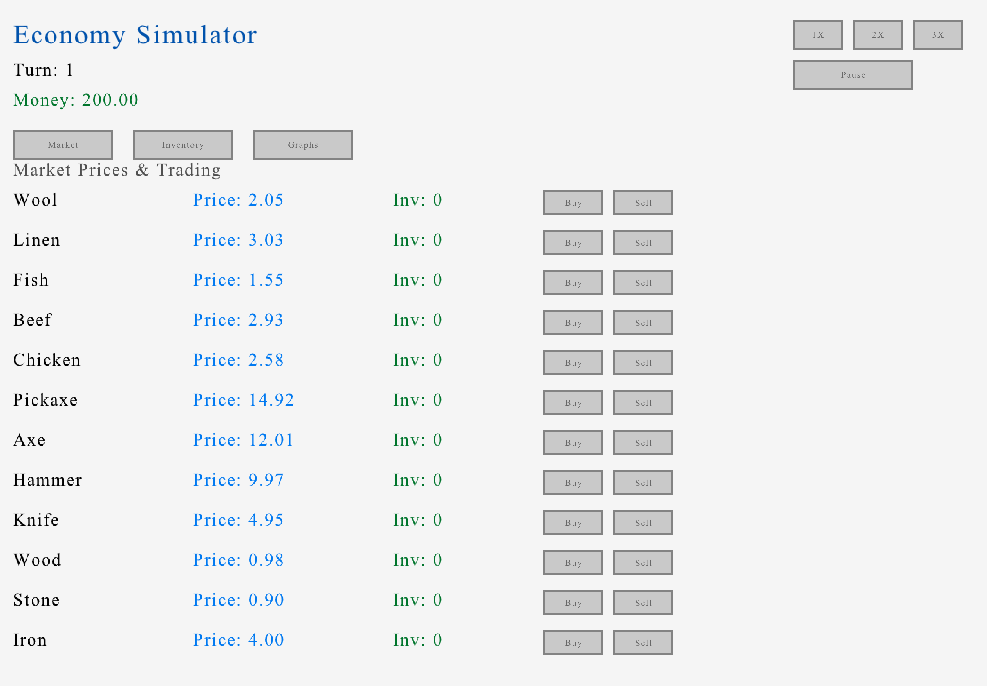 Economy Simulator
1X 2X 3X
Turn: 1
Pause
Money: 200.00
Market Inventory Graphs
Market Prices & Trading
Wool Price: 2.05 Inv: 0 Buy Sell
Linen Price: 3.03 Inv: 0 Buy Sell
Fish Price: 1.55 Inv: 0 Buy Sell
Beef Price: 2.93 Inv: 0 Buy Sell
Chicken Price: 2.58 Inv: 0 Buy Sell
Pickaxe Price: 14.92 Inv: 0 Buy Sell
Axe Price: 12.01 Inv: 0 Buy Sell
Hammer Price: 9.97 Inv: 0 Buy Sell
Knife Price: 4.95 Inv: 0 Buy Sell
Wood Price: 0.98 Inv: 0 Buy Sell
Stone Price: 0.90 Inv: 0 Buy Sell
Iron Price: 4.00 Inv: 0 Buy Sell